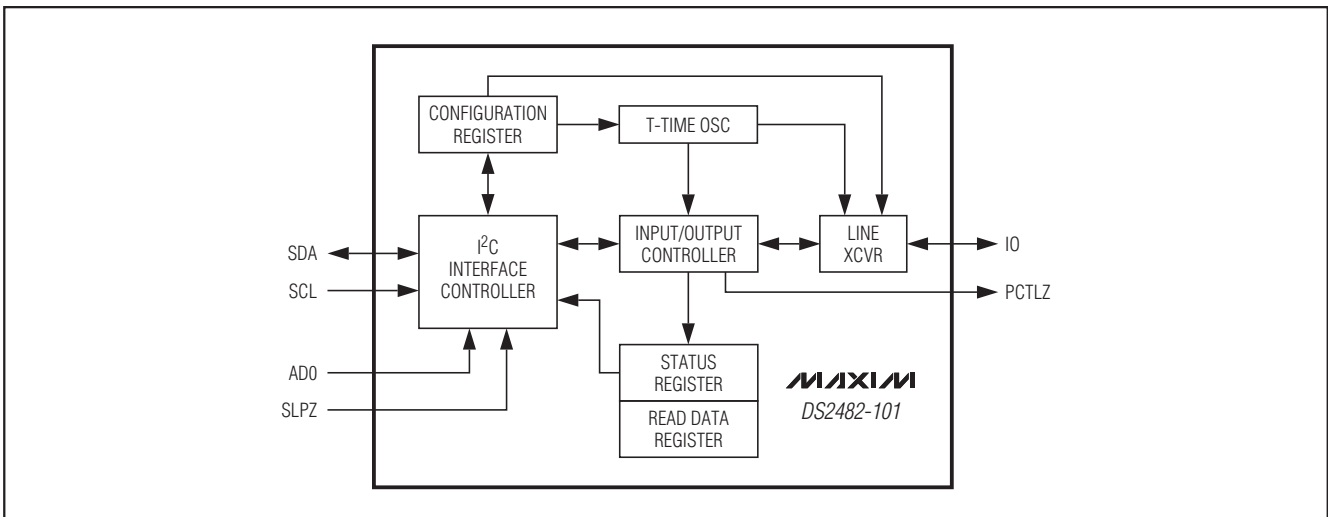 CONFIGURATION
REGISTER
T-TIME OSC
SDA
SCL
AD0
SLPZ
I²C
INTERFACE
CONTROLLER
INPUT/OUTPUT
CONTROLLER
LINE
XCVR
IO
PCTLZ
STATUS
REGISTER
READ DATA
REGISTER
MAXIM
DS2482-101